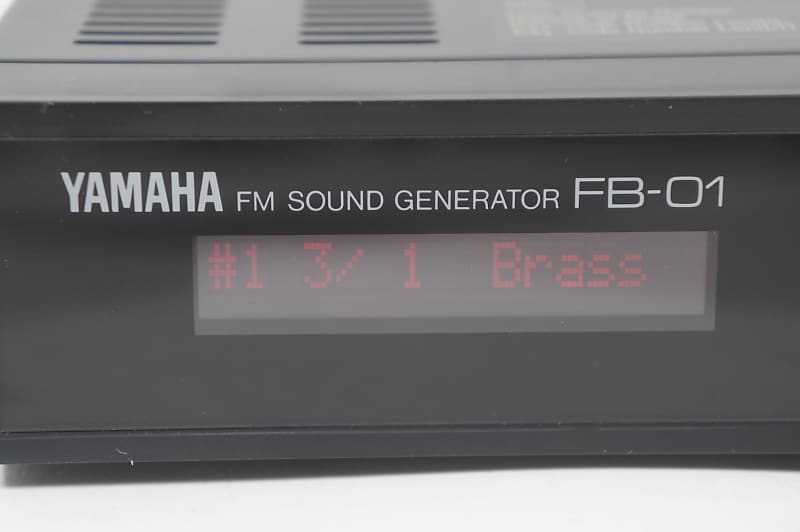 YAMAHA FM SOUND GENERATOR FB-01
#1 3/ 1 Brass